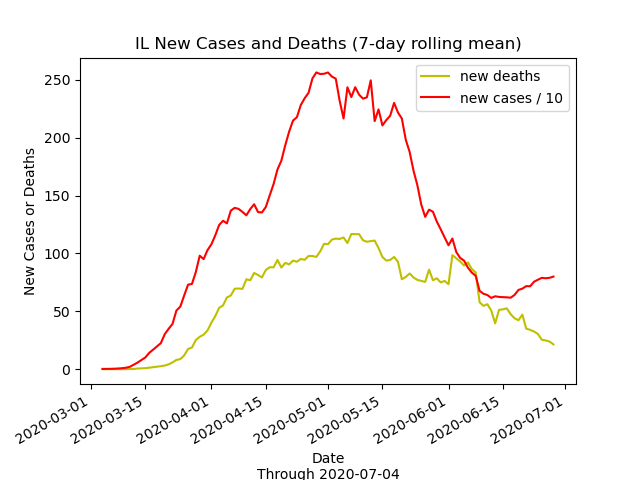 IL New Cases and Deaths (7-day rolling mean)
new deaths
new cases / 10
New Cases or Deaths
250
200
150
100
50
0
2020-03-01
2020-03-15
2020-04-01
2020-04-15
2020-05-01
2020-05-15
2020-06-01
2020-06-15
2020-07-01
Date
Through 2020-07-04